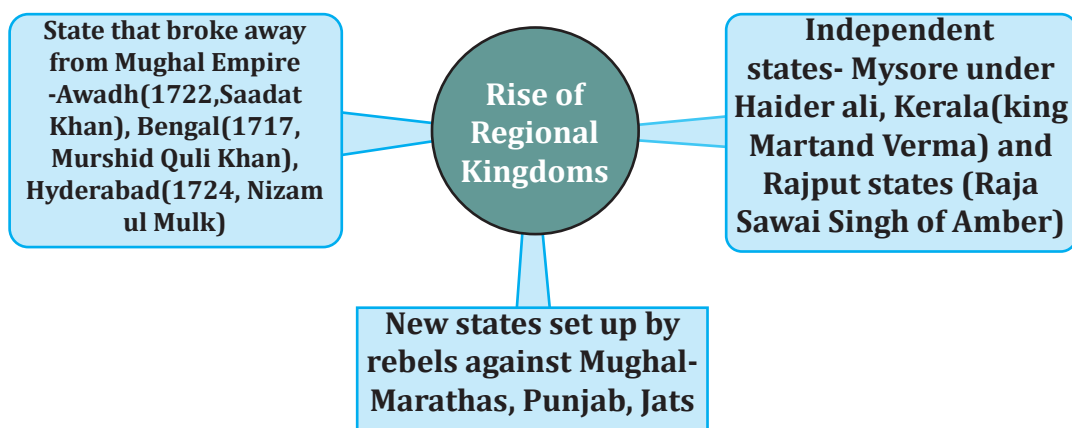 State that broke away
from Mughal Empire
-Awadh(1722,Saadat
Khan), Bengal(1717,
Murshid Quli Khan),
Hyderabad(1724, Nizam
ul Mulk)
Rise of
Regional
Kingdoms
Independent
states- Mysore under
Haider ali, Kerala(king
Martand Verma) and
Rajput states (Raja
Sawai Singh of Amber)
New states set up by
rebels against Mughal-
Marathas, Punjab, Jats